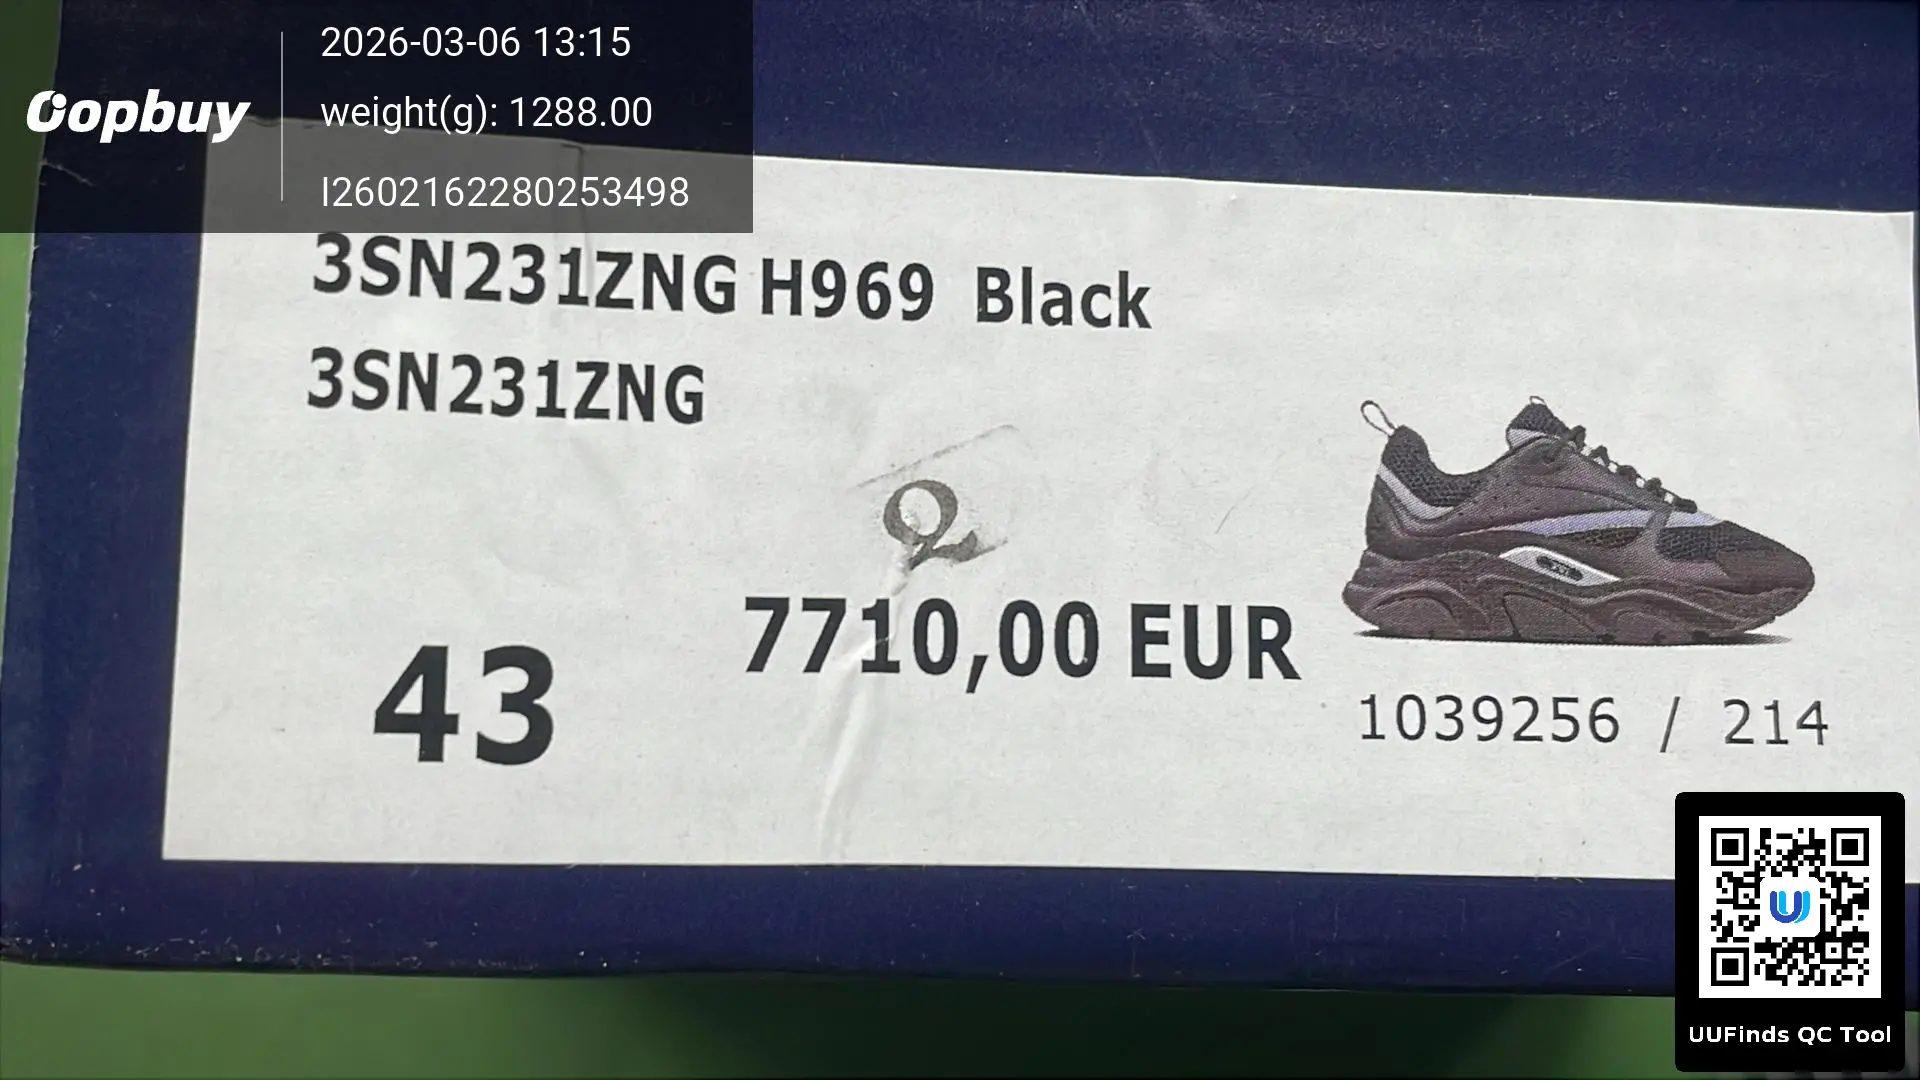 Oopbuy
2026-03-06 13:15
weight(g): 1288.00
I2602162280253498
3SN231ZNG H969 Black
3SN231ZNG
43
7710,00 EUR
1039256 / 214
UUFinds QC Tool